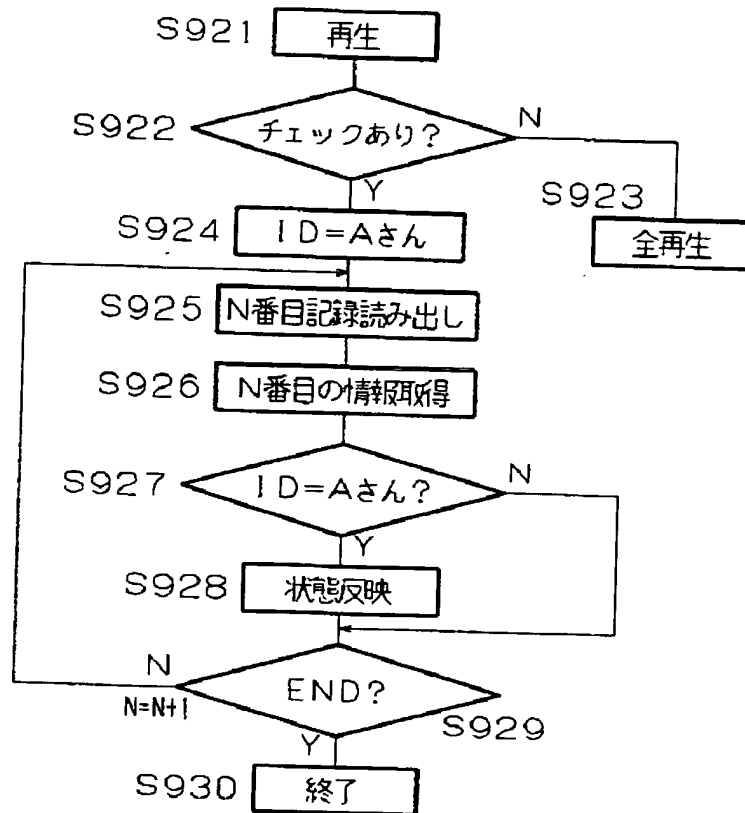 S921 再生
S922 チェックあり? N
Y
S923
S924 ID=Aさん 全再生
S925 N番目記録読み出し
S926 N番目の情報取得
S927 ID=Aさん? N
Y
S928 状態反映
N END?
N=N+1 S929
Y
S930 終了